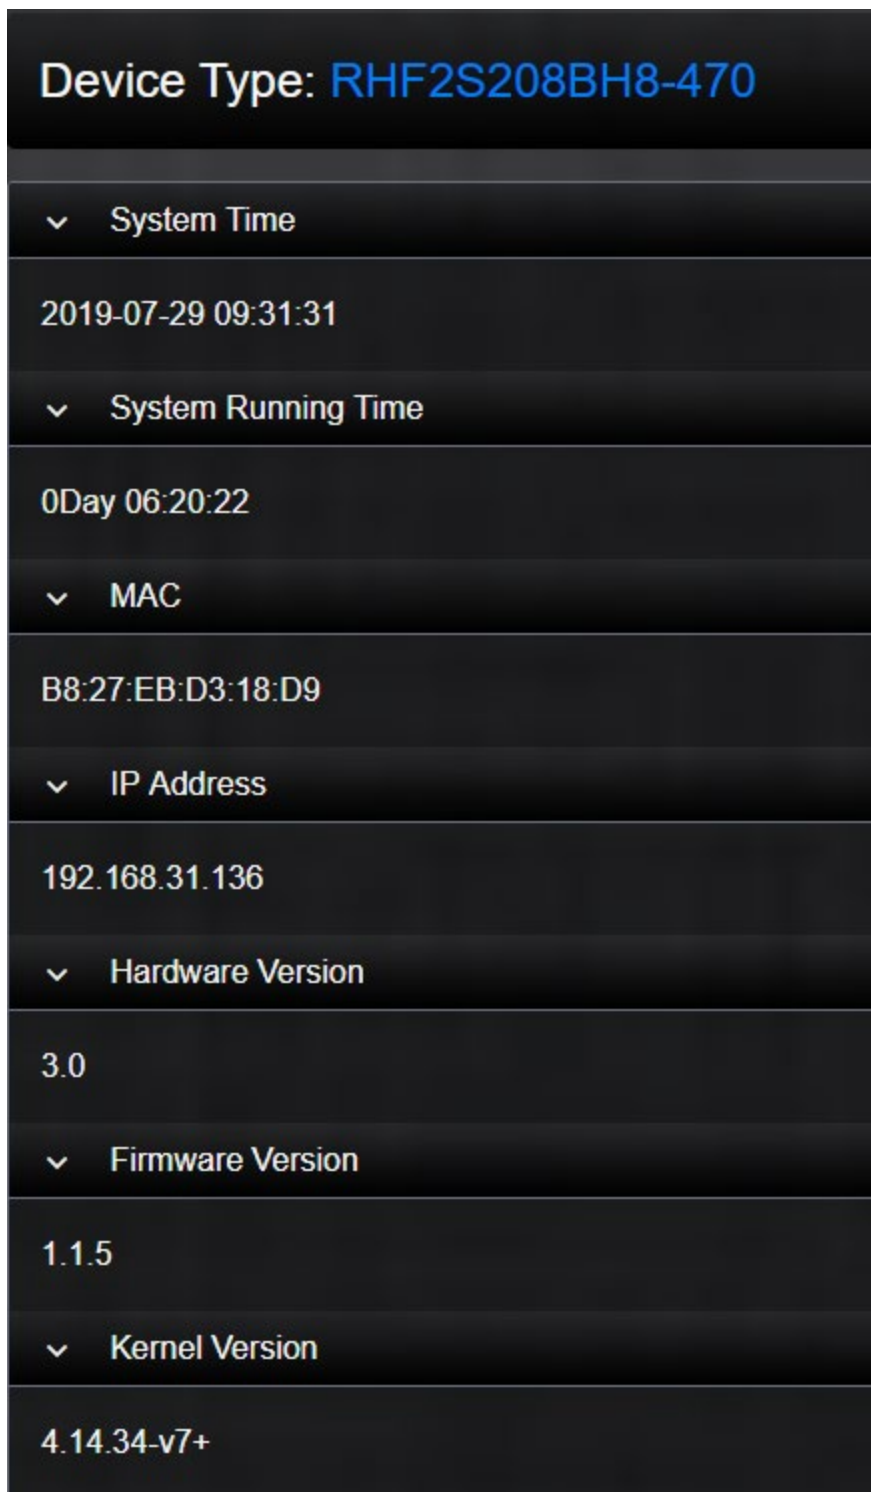 Device Type: RHF2S208BH8-470
System Time
2019-07-29 09:31:31
System Running Time
0Day 06:20:22
MAC
B8:27:EB:D3:18:D9
IP Address
192.168.31.136
Hardware Version
3.0
Firmware Version
1.1.5
Kernel Version
4.14.34-v7+